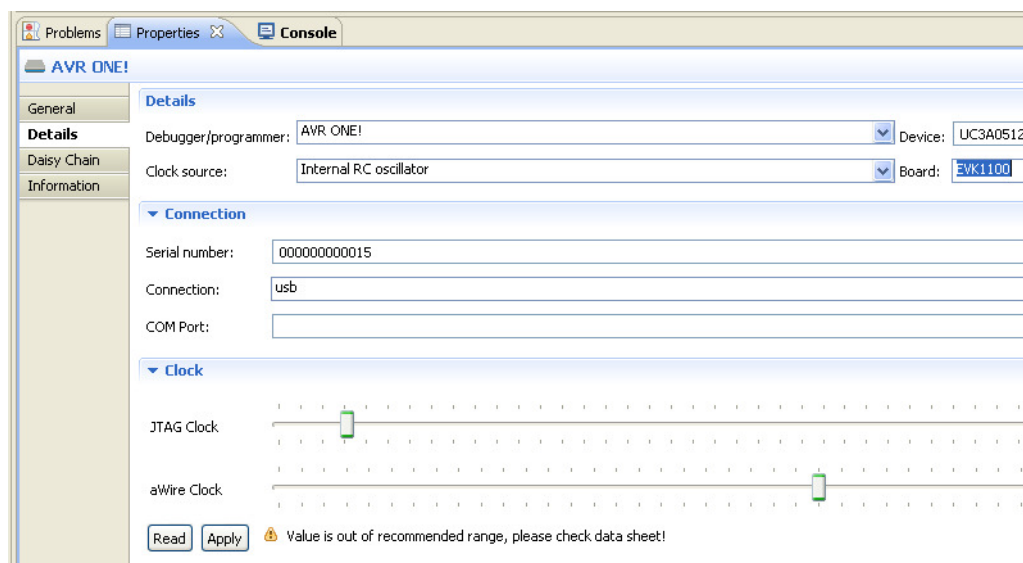 Problems Properties Console
AVR ONE!
General
Details
Daisy Chain
Information
Details
Debugger/programmer: AVR ONE! Device: UC3A0512
Clock source: Internal RC oscillator Board: EVK1100
Connection
Serial number: 000000000015
Connection: usb
COM Port:
Clock
JTAG Clock
aWire Clock
Read Apply Value is out of recommended range, please check data sheet!